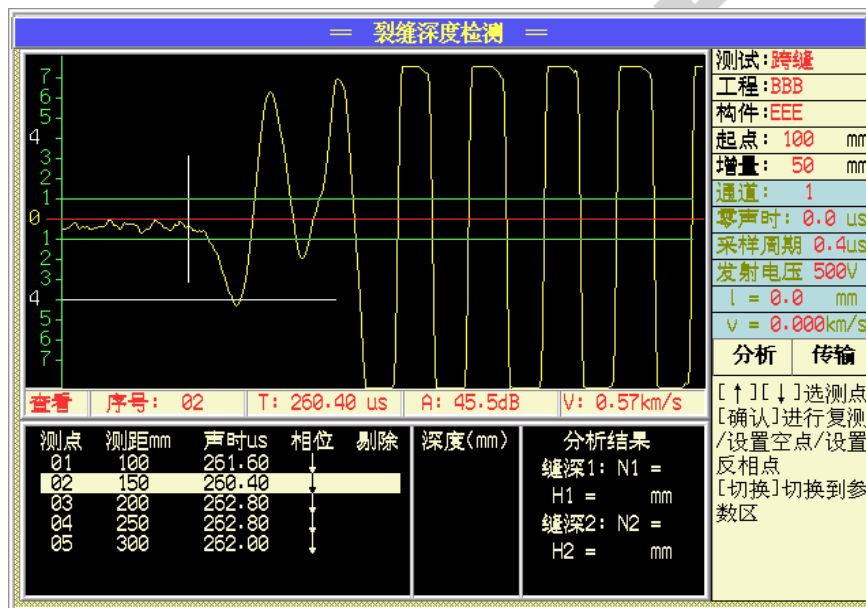 ═ 裂缝深度检测 ═
7
6
5
4
3
2
1
0
1
2
3
4
5
6
7
查看 序号: 02 T: 260.40 us A: 45.5dB V: 0.57km/s
测点 测距mm 声时us 相位 剔除
01 100 261.60 ↓
02 150 260.40 ↓
03 200 262.80 ↓
04 250 262.80 ↓
05 300 262.00 ↓
深度(mm)
分析结果
缝深1: N1 =
H1 = mm
缝深2: N2 =
H2 = mm
测试:跨缝
工程:BBB
构件:EEE
起点: 100 mm
增量: 50 mm
通道: 1
零声时: 0.0 us
采样周期 0.4us
发射电压 500V
l = 0.0 mm
v = 0.000km/s
分析 传输
[↑][↓]选测点
[确认]进行复测
/设置空点/设置
反相点
[切换]切换到参
数区